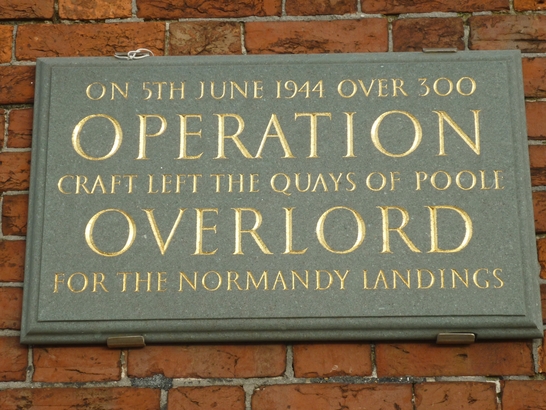 ON 5TH JUNE 1944 OVER 300
OPERATION
CRAFT LEFT THE QUAYS OF POOLE
OVERLORD
FOR THE NORMANDY LANDINGS